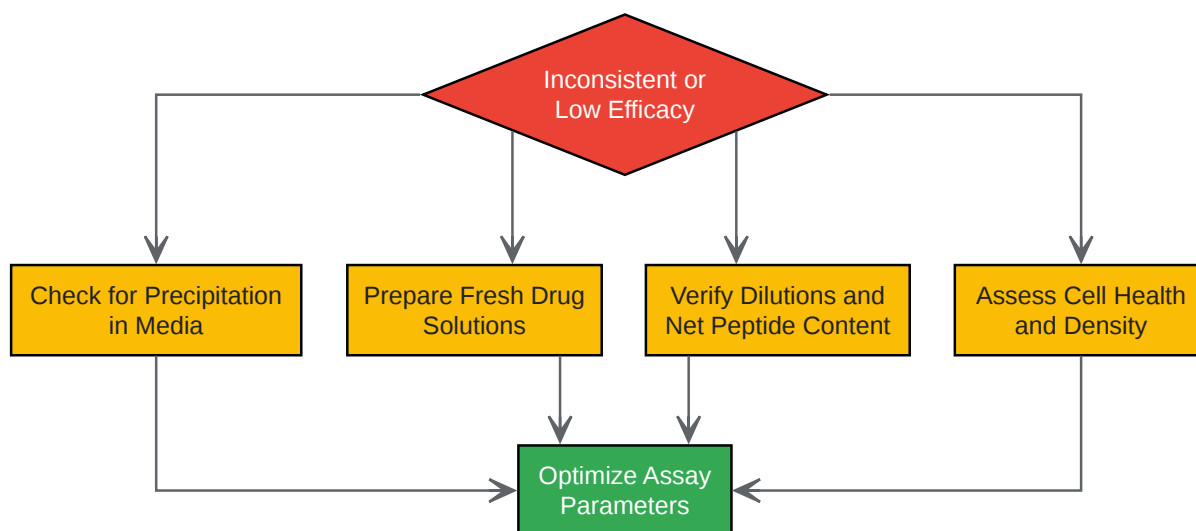 Inconsistent or
Low Efficacy
Check for Precipitation
in Media
Prepare Fresh Drug
Solutions
Verify Dilutions and
Net Peptide Content
Assess Cell Health
and Density
Optimize Assay
Parameters